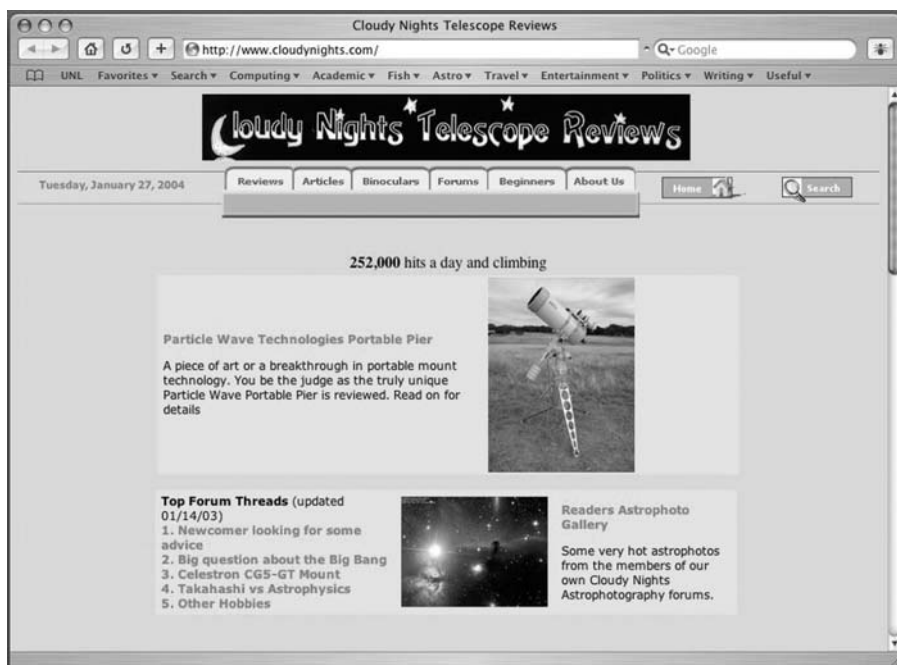 Cloudy Nights Telescope Reviews
http://www.cloudynights.com/
Google
UNL Favorites Search Computing Academic Fish Astro Travel Entertainment Politics Writing Useful
Cloudy Nights Telescope Reviews
Tuesday, January 27, 2004
Reviews Articles Binoculars Forums Beginners About Us
Home
Search
252,000 hits a day and climbing
Particle Wave Technologies Portable Pier
A piece of art or a breakthrough in portable mount
technology. You be the judge as the truly unique
Particle Wave Portable Pier is reviewed. Read on for
details
Top Forum Threads (updated
01/14/03)
1. Newcomer looking for some
advice
2. Big question about the Big Bang
3. Celestron CG5-GT Mount
4. Takahashi vs Astrophysics
5. Other Hobbies
Readers Astrophoto
Gallery
Some very hot astrophotos
from the members of our
own Cloudy Nights
Astrophotography forums.